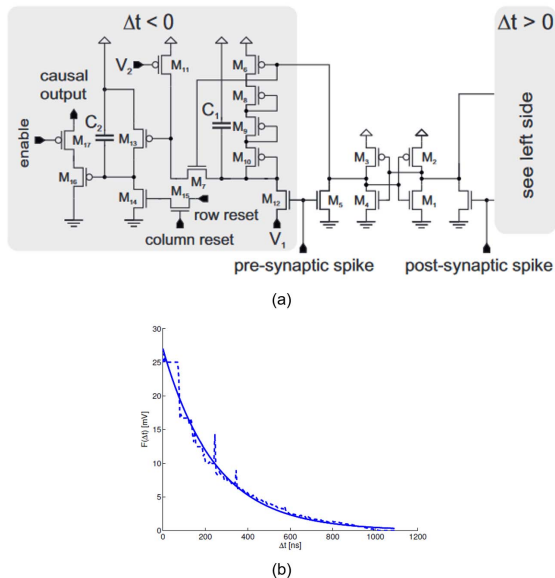 Δt < 0
Δt > 0
V2
M11
M6
causal
output
C2
C1
M8
M13
M9
M17
enable
M10
M3
M2
M16
M7
M15
M14
row reset
M12
M5
M4
M1
column reset
V1
see left side
pre-synaptic spike
post-synaptic spike
(a)
30
25
20
15
10
5
0
F(Δt) [mV]
0 200 400 600 800 1000 1200
Δt [ns]
(b)